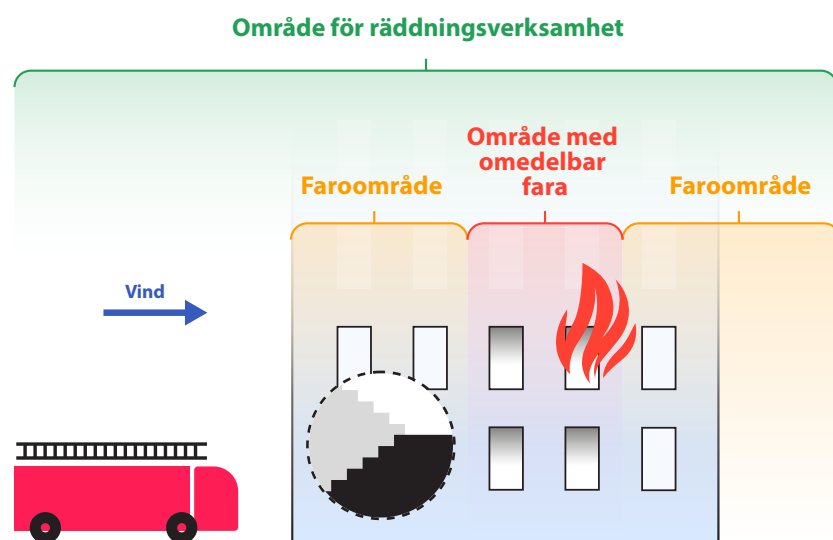 Område för räddningsverksamhet
Område med
omedelbar
fara
Faroområde
Faroområde
Vind